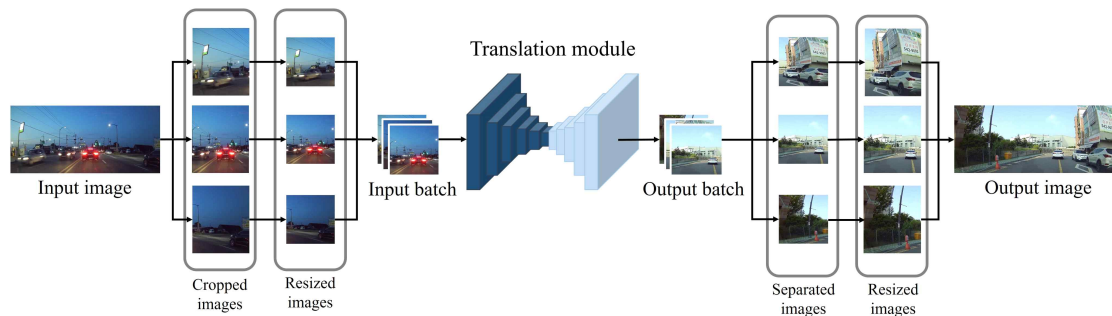 Translation module
Input image
Input batch
Output batch
Output image
Cropped
images
Resized
images
Separated
images
Resized
images